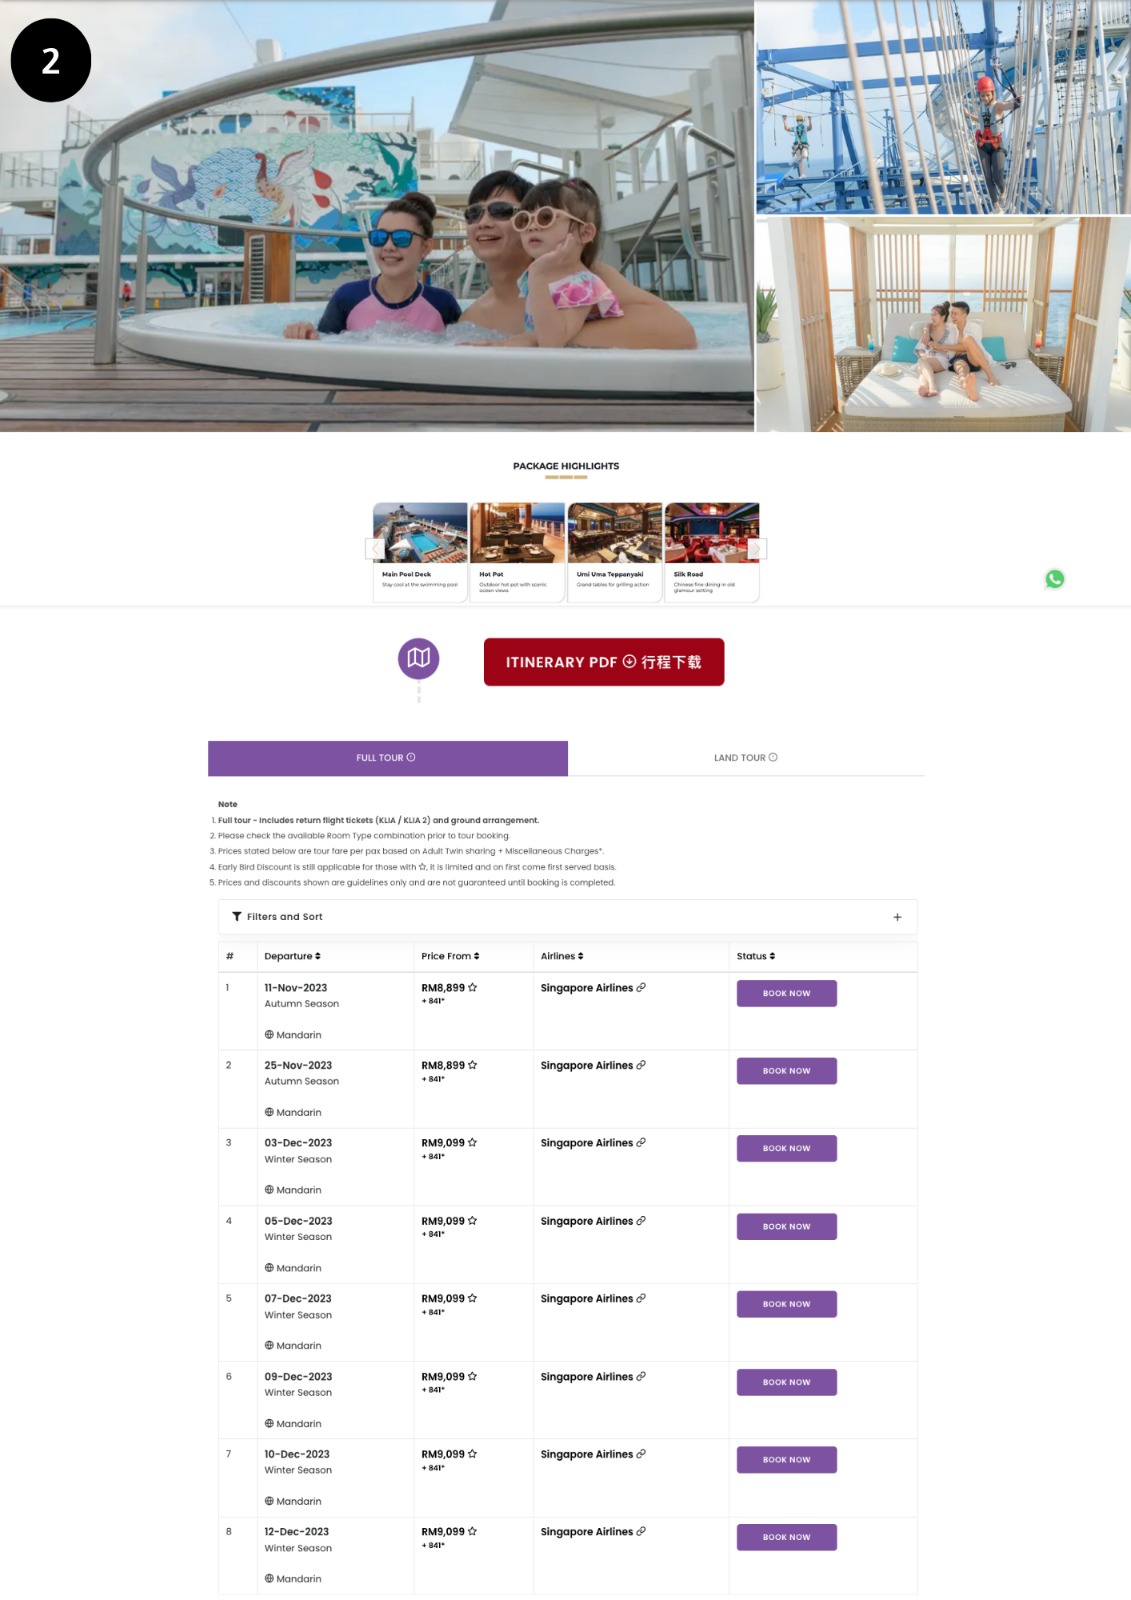 2
PACKAGE HIGHLIGHTS
Main Pool Deck
Stay cool at the swimming pool
Hot Pot
Outdoor hot pot with scenic
ocean views
Umi Uma Teppanyaki
Grand tables for grilling action
Silk Road
Chinese fine dining in old
glamour setting
ITINERARY PDF 行程下载
FULL TOUR
LAND TOUR
Note
1. Full tour - Includes return flight tickets (KLIA / KLIA 2) and ground arrangement.
2. Please check the available Room Type combination prior to tour booking.
3. Prices stated below are tour fare per pax based on Adult Twin sharing + Miscellaneous Charges*.
4. Early Bird Discount is still applicable for those with ☆, it is limited and on first come first served basis.
5. Prices and discounts shown are guidelines only and are not guaranteed until booking is completed.
Filters and Sort +
# Departure Price From Airlines Status
1 11-Nov-2023 RM8,899 ☆ Singapore Airlines BOOK NOW
Autumn Season + 841*
Mandarin
2 25-Nov-2023 RM8,899 ☆ Singapore Airlines BOOK NOW
Autumn Season + 841*
Mandarin
3 03-Dec-2023 RM9,099 ☆ Singapore Airlines BOOK NOW
Winter Season + 841*
Mandarin
4 05-Dec-2023 RM9,099 ☆ Singapore Airlines BOOK NOW
Winter Season + 841*
Mandarin
5 07-Dec-2023 RM9,099 ☆ Singapore Airlines BOOK NOW
Winter Season + 841*
Mandarin
6 09-Dec-2023 RM9,099 ☆ Singapore Airlines BOOK NOW
Winter Season + 841*
Mandarin
7 10-Dec-2023 RM9,099 ☆ Singapore Airlines BOOK NOW
Winter Season + 841*
Mandarin
8 12-Dec-2023 RM9,099 ☆ Singapore Airlines BOOK NOW
Winter Season + 841*
Mandarin